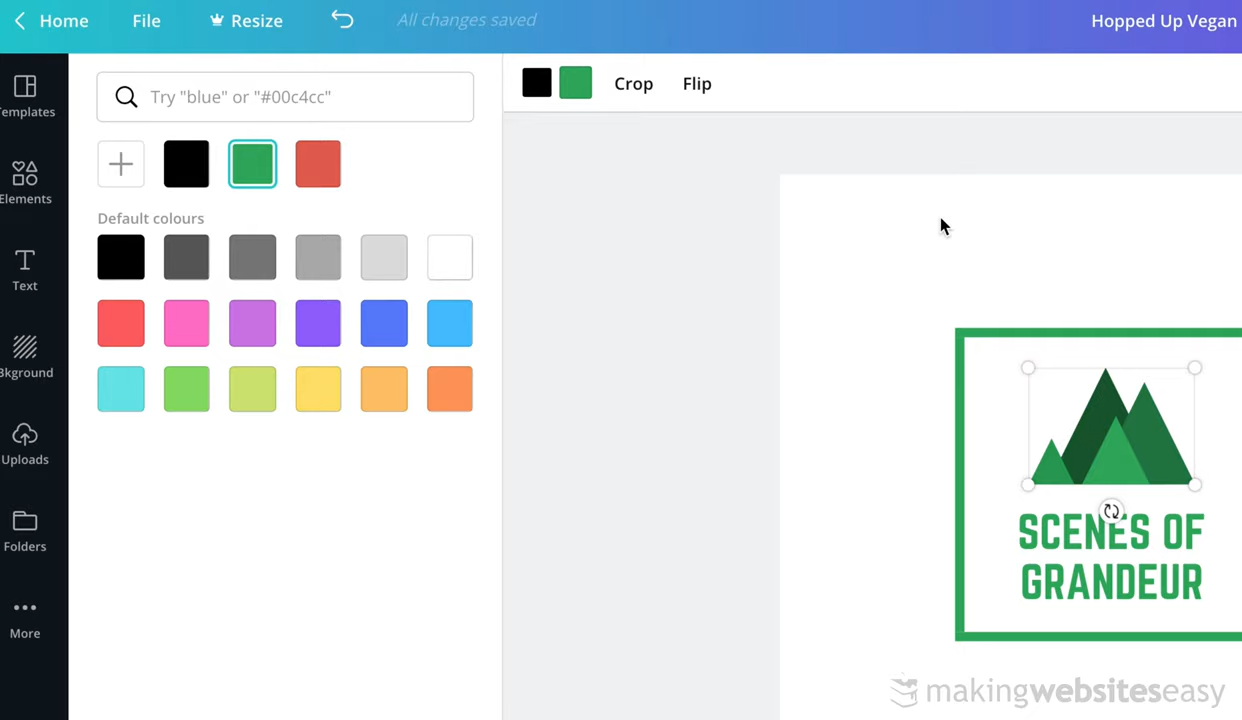 Home
File
Resize
All changes saved
Hopped Up Vegan
Templates
Elements
Text
Bkground
Uploads
Folders
More
Try "blue" or "#00c4cc"
Default colours
Crop
Flip
SCENES OF
GRANDEUR
makingwebsiteseasy